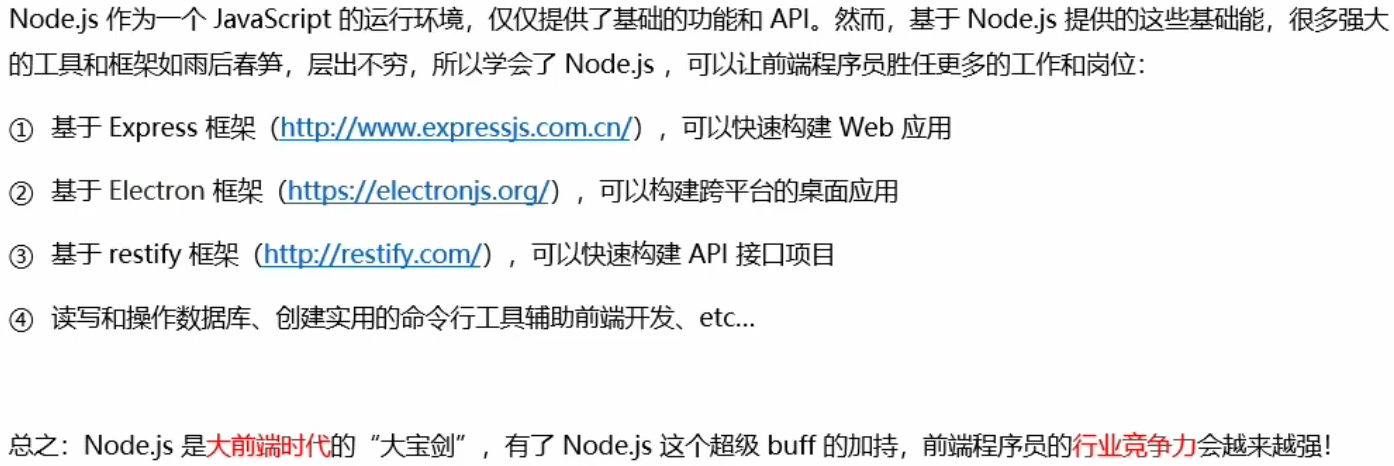 Node.js 作为一个 JavaScript 的运行环境，仅仅提供了基础的功能和 API。然而，基于 Node.js 提供的这些基础能，很多强大
的工具和框架如雨后春笋，层出不穷，所以学会了 Node.js ，可以让前端程序员胜任更多的工作和岗位：
① 基于 Express 框架（http://www.expressjs.com.cn/），可以快速构建 Web 应用
② 基于 Electron 框架（https://electronjs.org/），可以构建跨平台的桌面应用
③ 基于 restify 框架（http://restify.com/），可以快速构建 API 接口项目
④ 读写和操作数据库、创建实用的命令行工具辅助前端开发、etc…
总之：Node.js 是大前端时代的“大宝剑”，有了 Node.js 这个超级 buff 的加持，前端程序员的行业竞争力会越来越强！